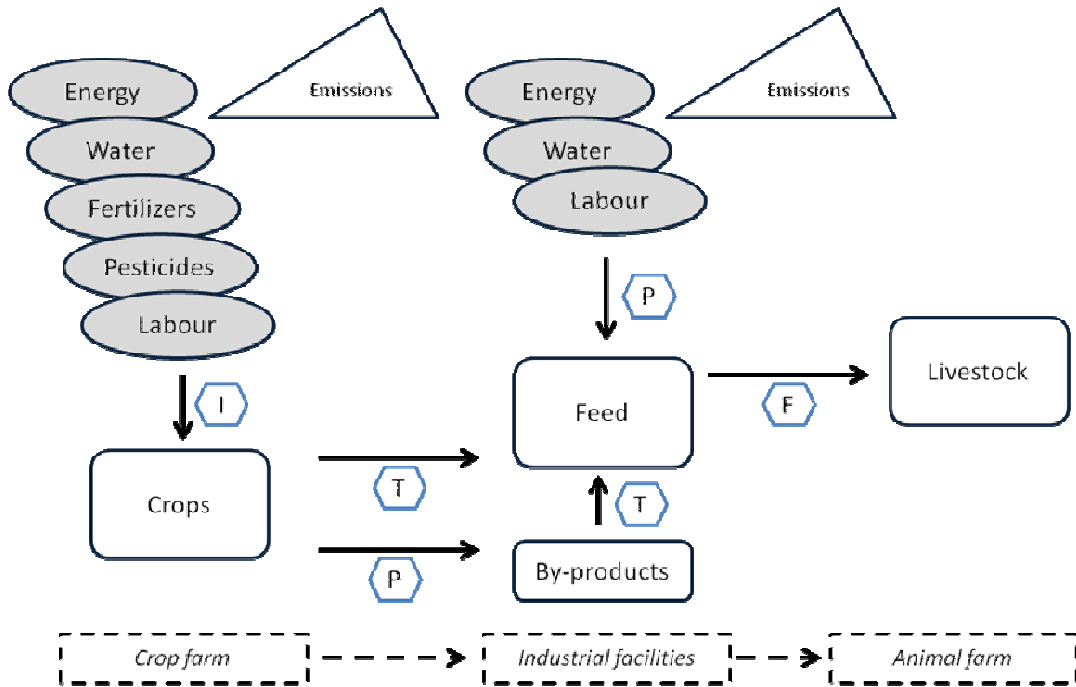 Energy
Water
Fertilizers
Pesticides
Labour
Emissions
Energy
Water
Labour
Emissions
P
I
Crops
T
P
Feed
T
By-products
F
Livestock
Crop farm
Industrial facilities
Animal farm